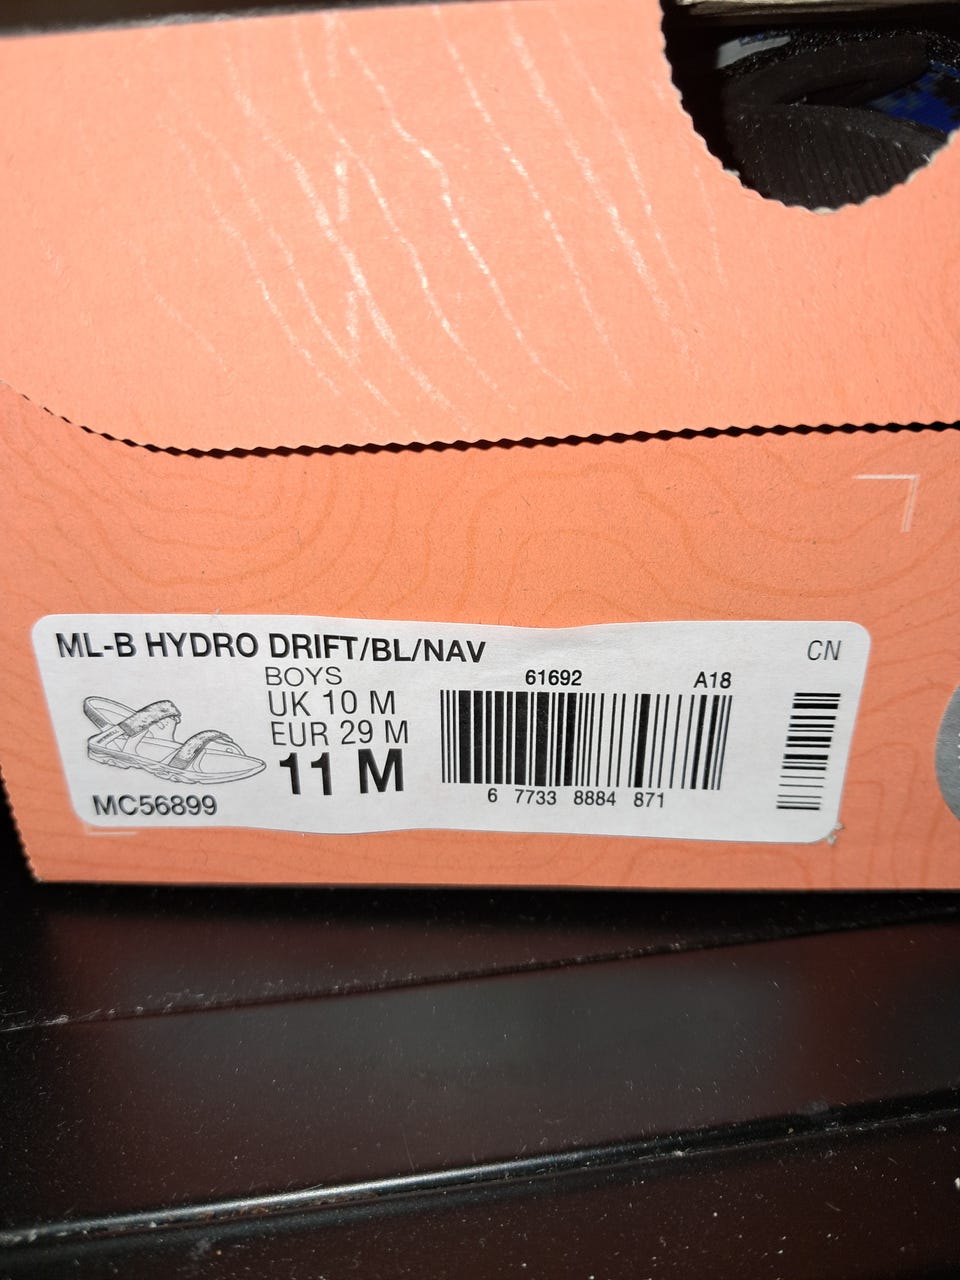 ML-B HYDRO DRIFT/BL/NAV
CN
BOYS
UK 10 M
EUR 29 M
11 M
MC56899
61692
A18
6 7733 8884 871